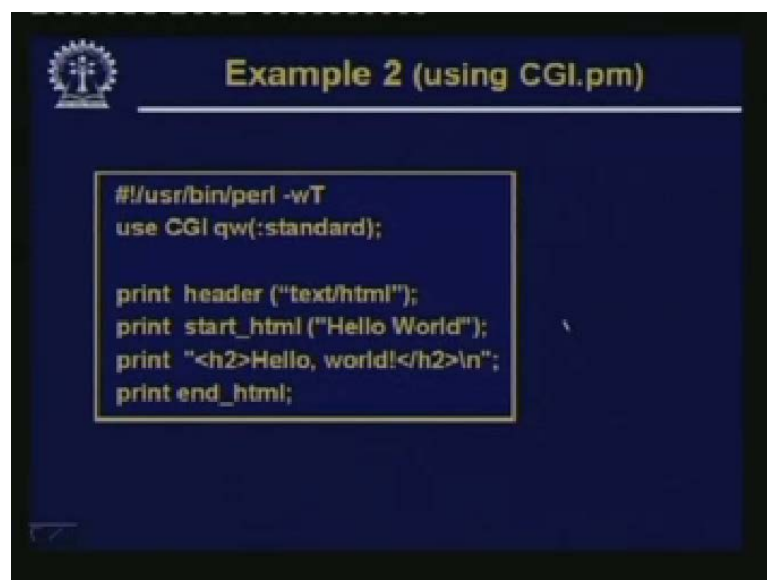 Example 2 (using CGI.pm)
#!/usr/bin/perl -wT
use CGI qw(:standard);
print header (“text/html");
print start_html ("Hello World");
print "<h2>Hello, world!</h2>\n";
print end_html;